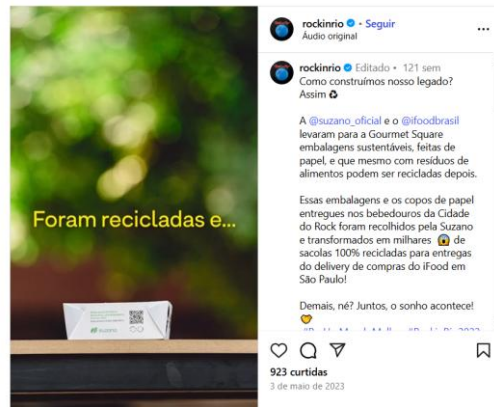 Foram recicladas e...
suzano
rockinrio • Seguir
Áudio original
rockinrio Editado • 121 sem
Como construímos nosso legado?
Assim ♻
A @suzano_oficial e o @ifoodbrasil
levaram para a Gourmet Square
embalagens sustentáveis, feitas de
papel, e que mesmo com resíduos de
alimentos podem ser recicladas depois.
Essas embalagens e os copos de papel
entregues nos bebedouros da Cidade
do Rock foram recolhidos pela Suzano
e transformados em milhares 😱 de
sacolas 100% recicladas para entregas
do delivery de compras do iFood em
São Paulo!
Demais, né? Juntos, o sonho acontece!
923 curtidas
3 de maio de 2023